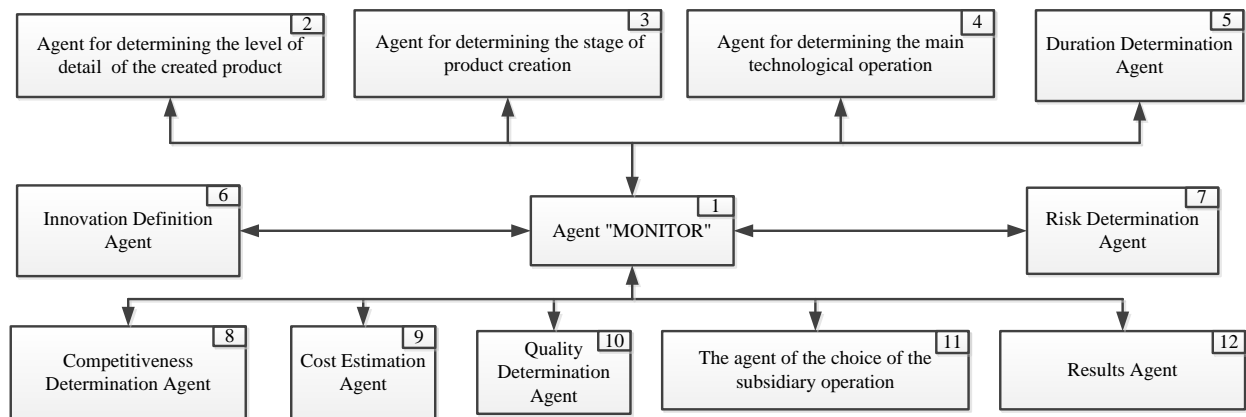 2
Agent for determining the level of
detail of the created product
3
Agent for determining the stage of
product creation
4
Agent for determining the main
technological operation
5
Duration Determination
Agent
6
Innovation Definition
Agent
1
Agent "MONITOR"
7
Risk Determination
Agent
8
Competitiveness
Determination Agent
9
Cost Estimation
Agent
10
Quality
Determination
Agent
11
The agent of the choice of the
subsidiary operation
12
Results Agent